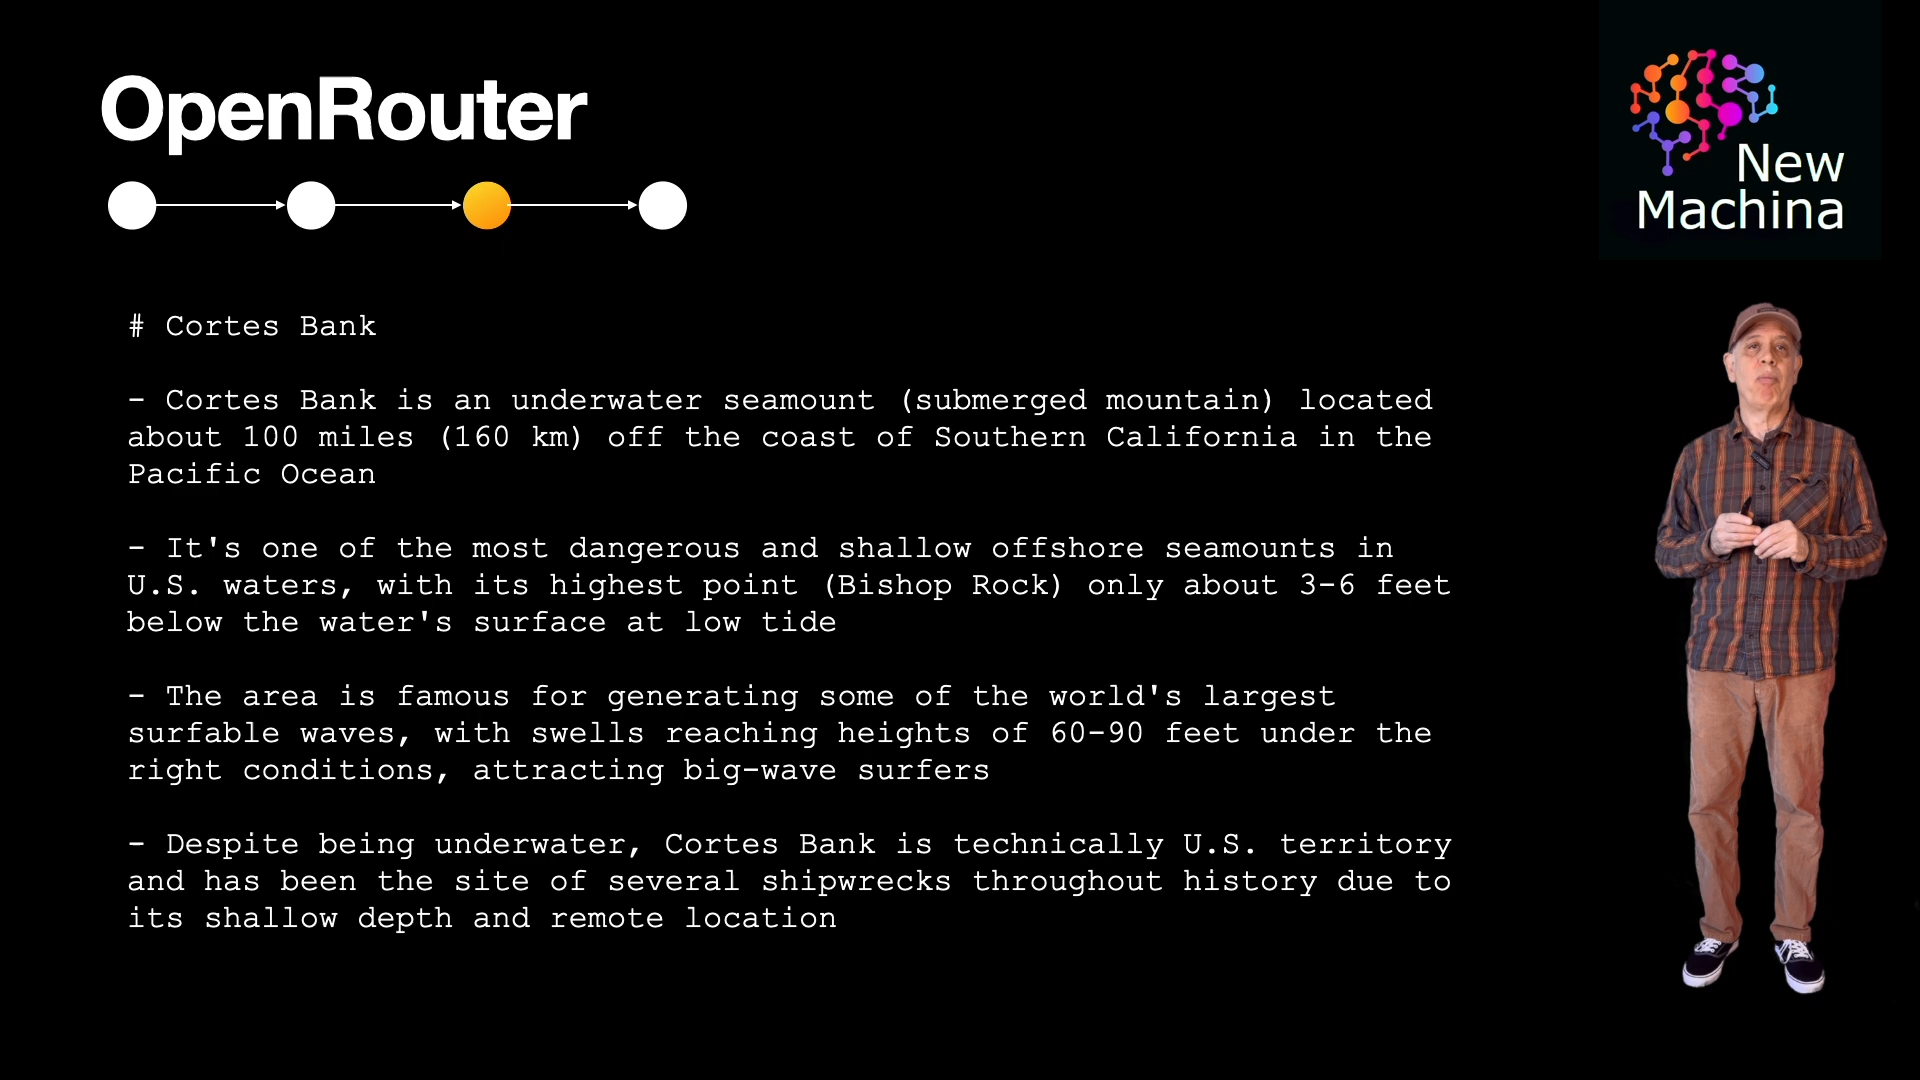 OpenRouter
New
Machina
# Cortes Bank
- Cortes Bank is an underwater seamount (submerged mountain) located
about 100 miles (160 km) off the coast of Southern California in the
Pacific Ocean
- It's one of the most dangerous and shallow offshore seamounts in
U.S. waters, with its highest point (Bishop Rock) only about 3-6 feet
below the water's surface at low tide
- The area is famous for generating some of the world's largest
surfable waves, with swells reaching heights of 60-90 feet under the
right conditions, attracting big-wave surfers
- Despite being underwater, Cortes Bank is technically U.S. territory
and has been the site of several shipwrecks throughout history due to
its shallow depth and remote location